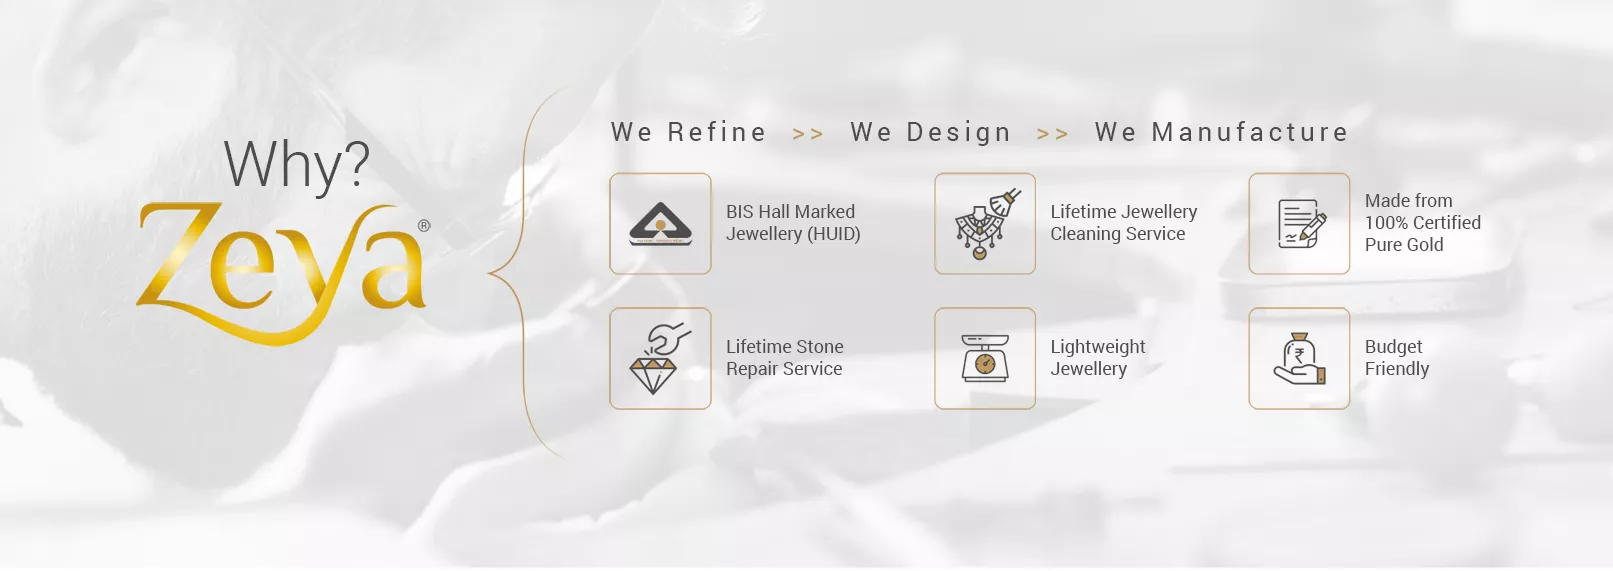 Why?
Zeya®
We Refine >> We Design >> We Manufacture
BIS Hall Marked
Jewellery (HUID)
Lifetime Jewellery
Cleaning Service
Made from
100% Certified
Pure Gold
Lifetime Stone
Repair Service
Lightweight
Jewellery
Budget
Friendly